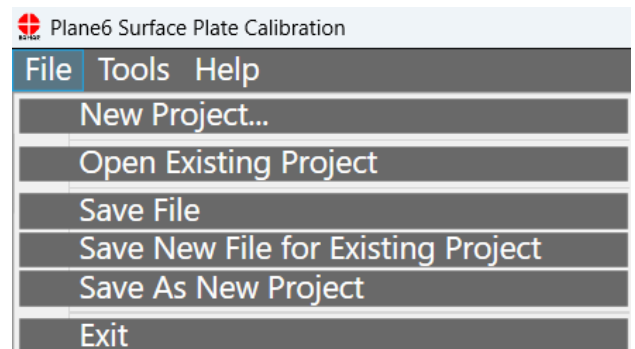 Plane6 Surface Plate Calibration
File Tools Help
New Project...
Open Existing Project
Save File
Save New File for Existing Project
Save As New Project
Exit